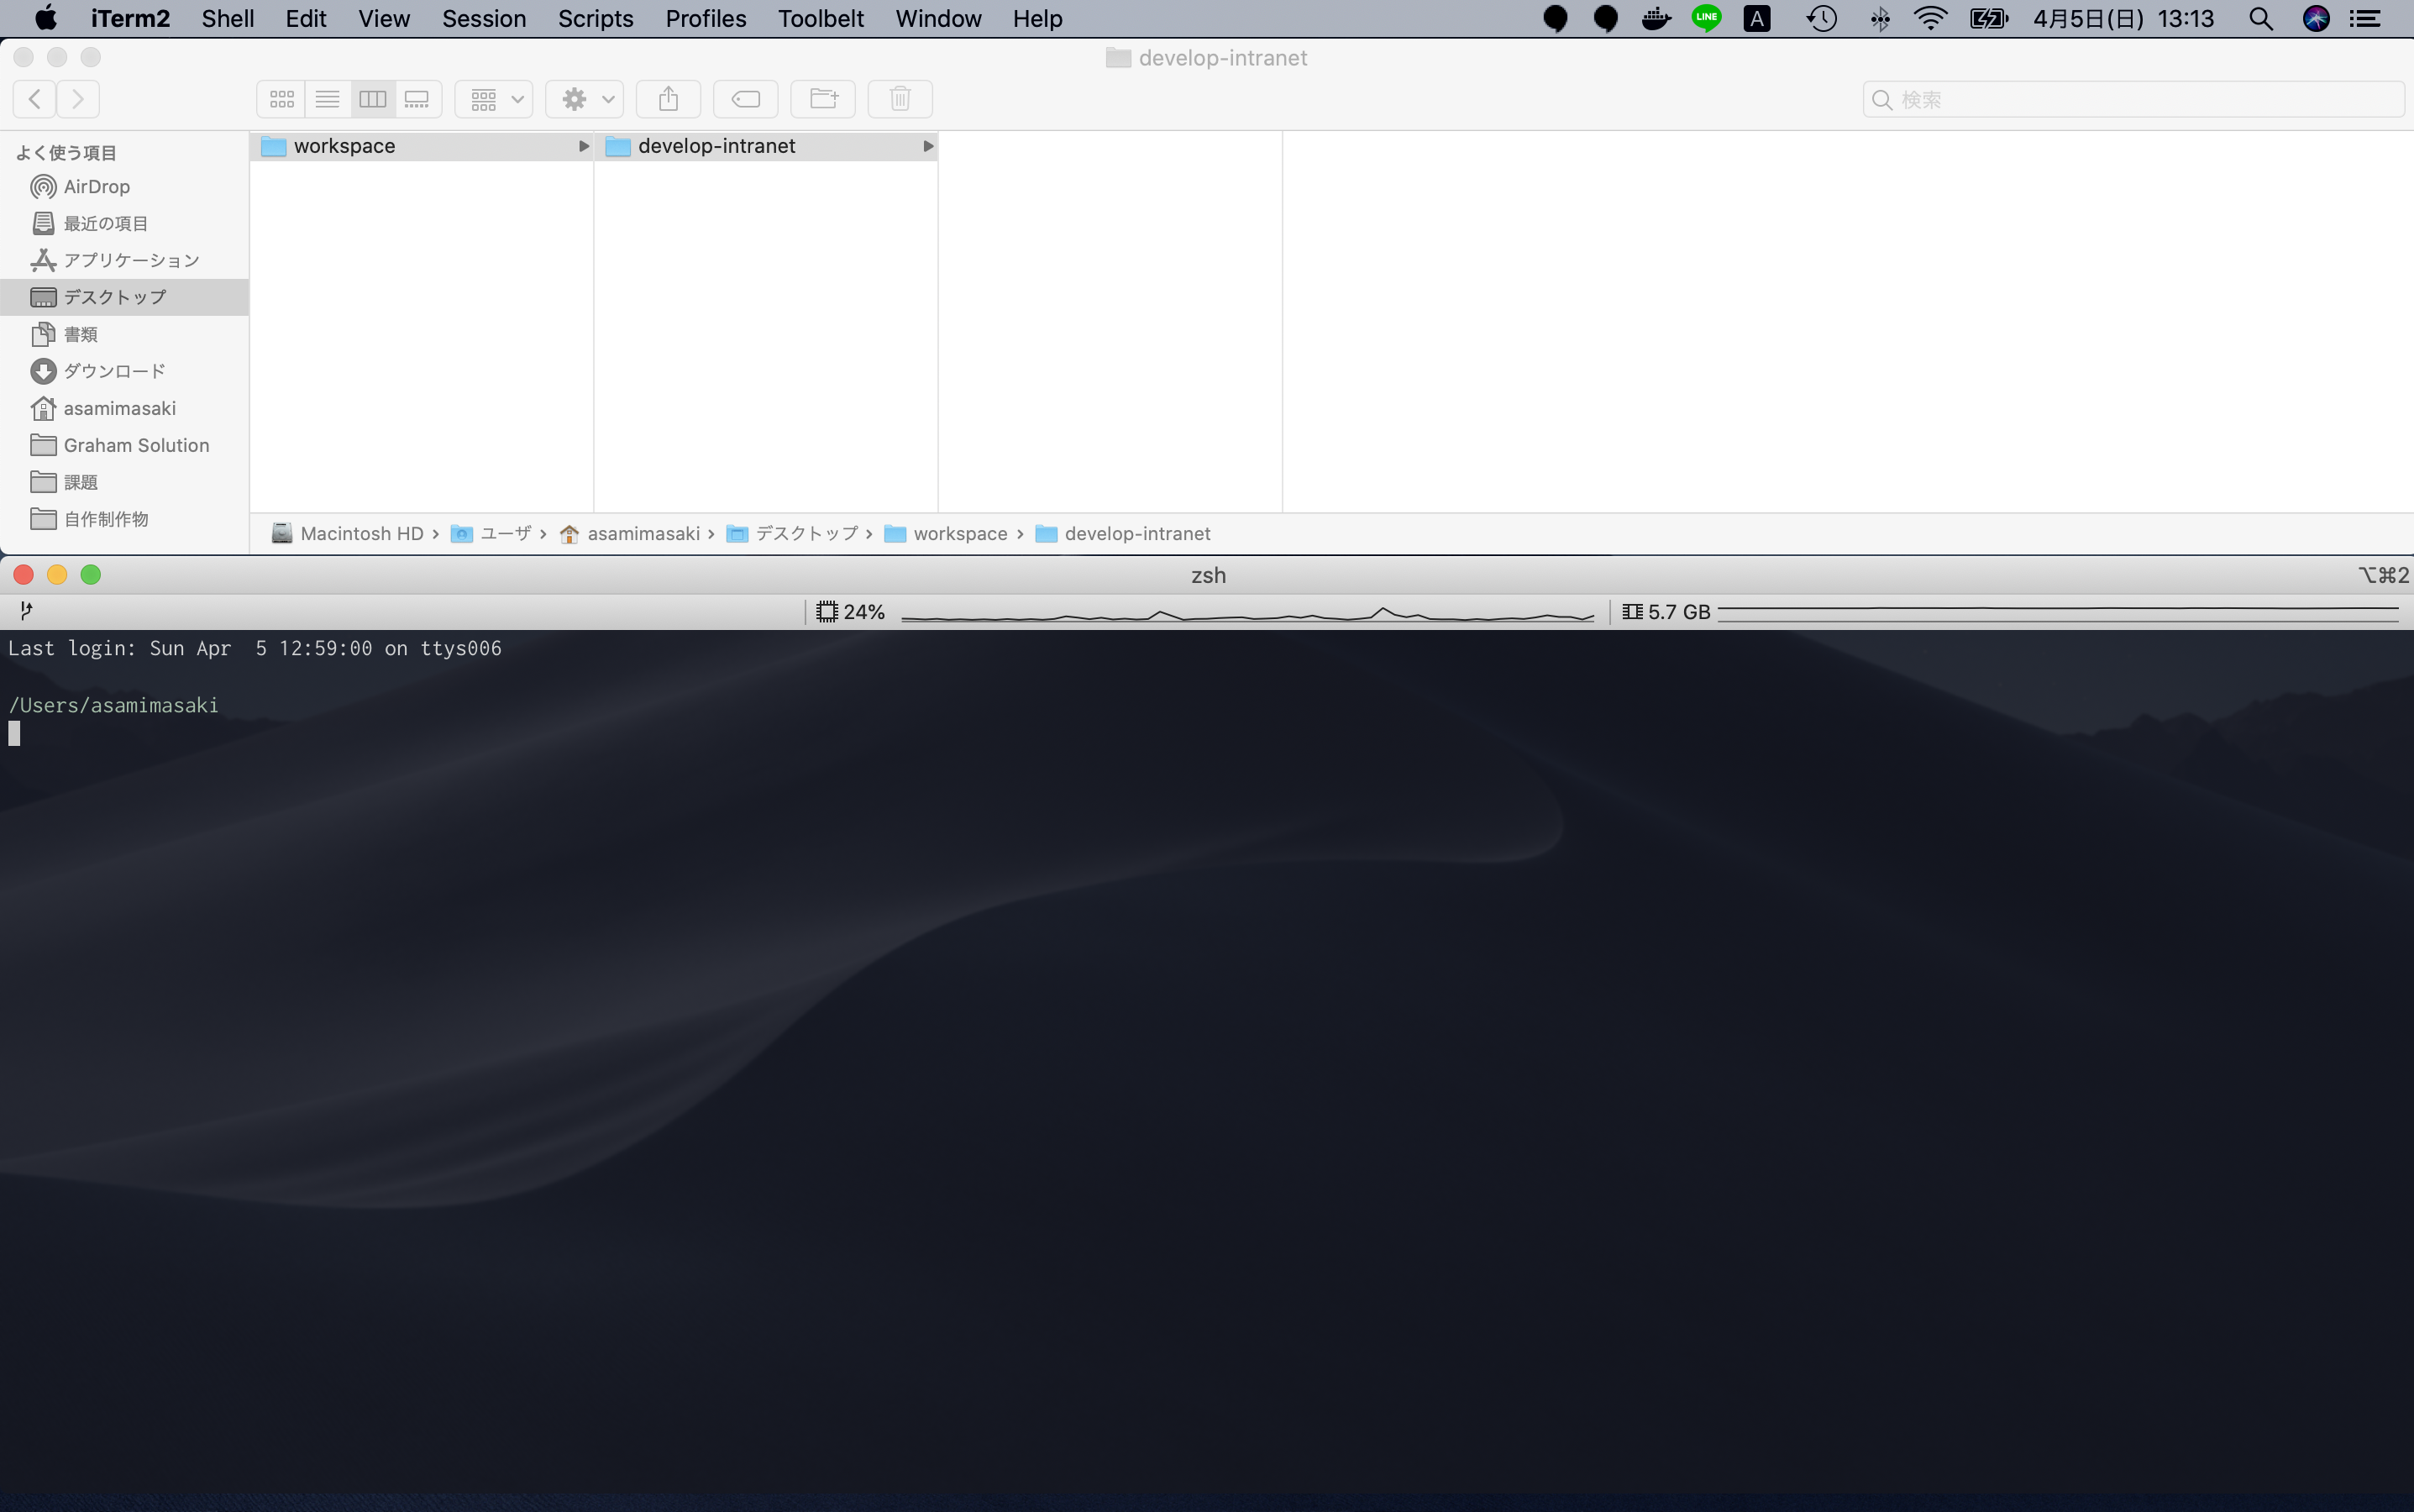 iTerm2 Shell Edit View Session Scripts Profiles Toolbelt Window Help LINE A 4月5日(日) 13:13
develop-intranet
検索
よく使う項目
AirDrop
最近の項目
アプリケーション
デスクトップ
書類
ダウンロード
asamimasaki
Graham Solution
課題
自作制作物
workspace
develop-intranet
Macintosh HD › ユーザ › asamimasaki › デスクトップ › workspace › develop-intranet
zsh ⌥⌘2
24% 5.7 GB
Last login: Sun Apr  5 12:59:00 on ttys006
/Users/asamimasaki